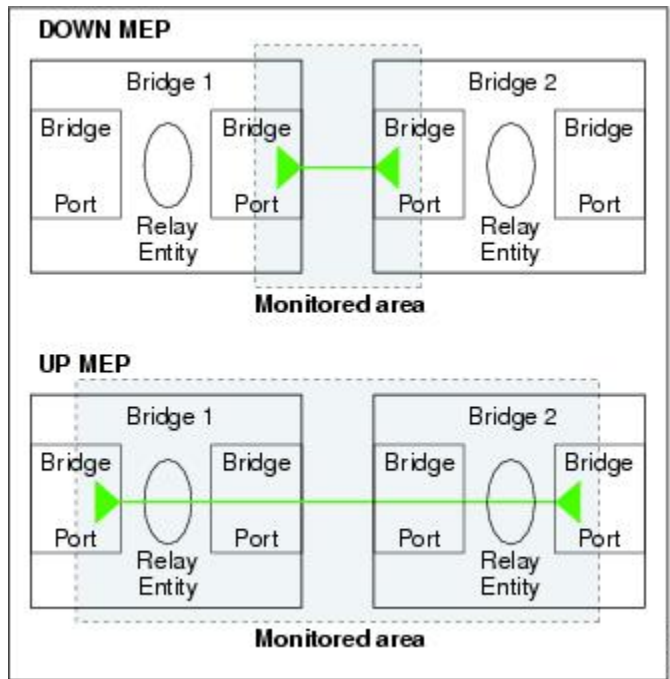 DOWN MEP
Bridge 1
Bridge 2
Bridge
Bridge
Bridge
Bridge
Port
Port
Port
Port
Relay
Entity
Relay
Entity
Monitored area
UP MEP
Bridge 1
Bridge 2
Bridge
Bridge
Bridge
Bridge
Port
Port
Port
Port
Relay
Entity
Relay
Entity
Monitored area